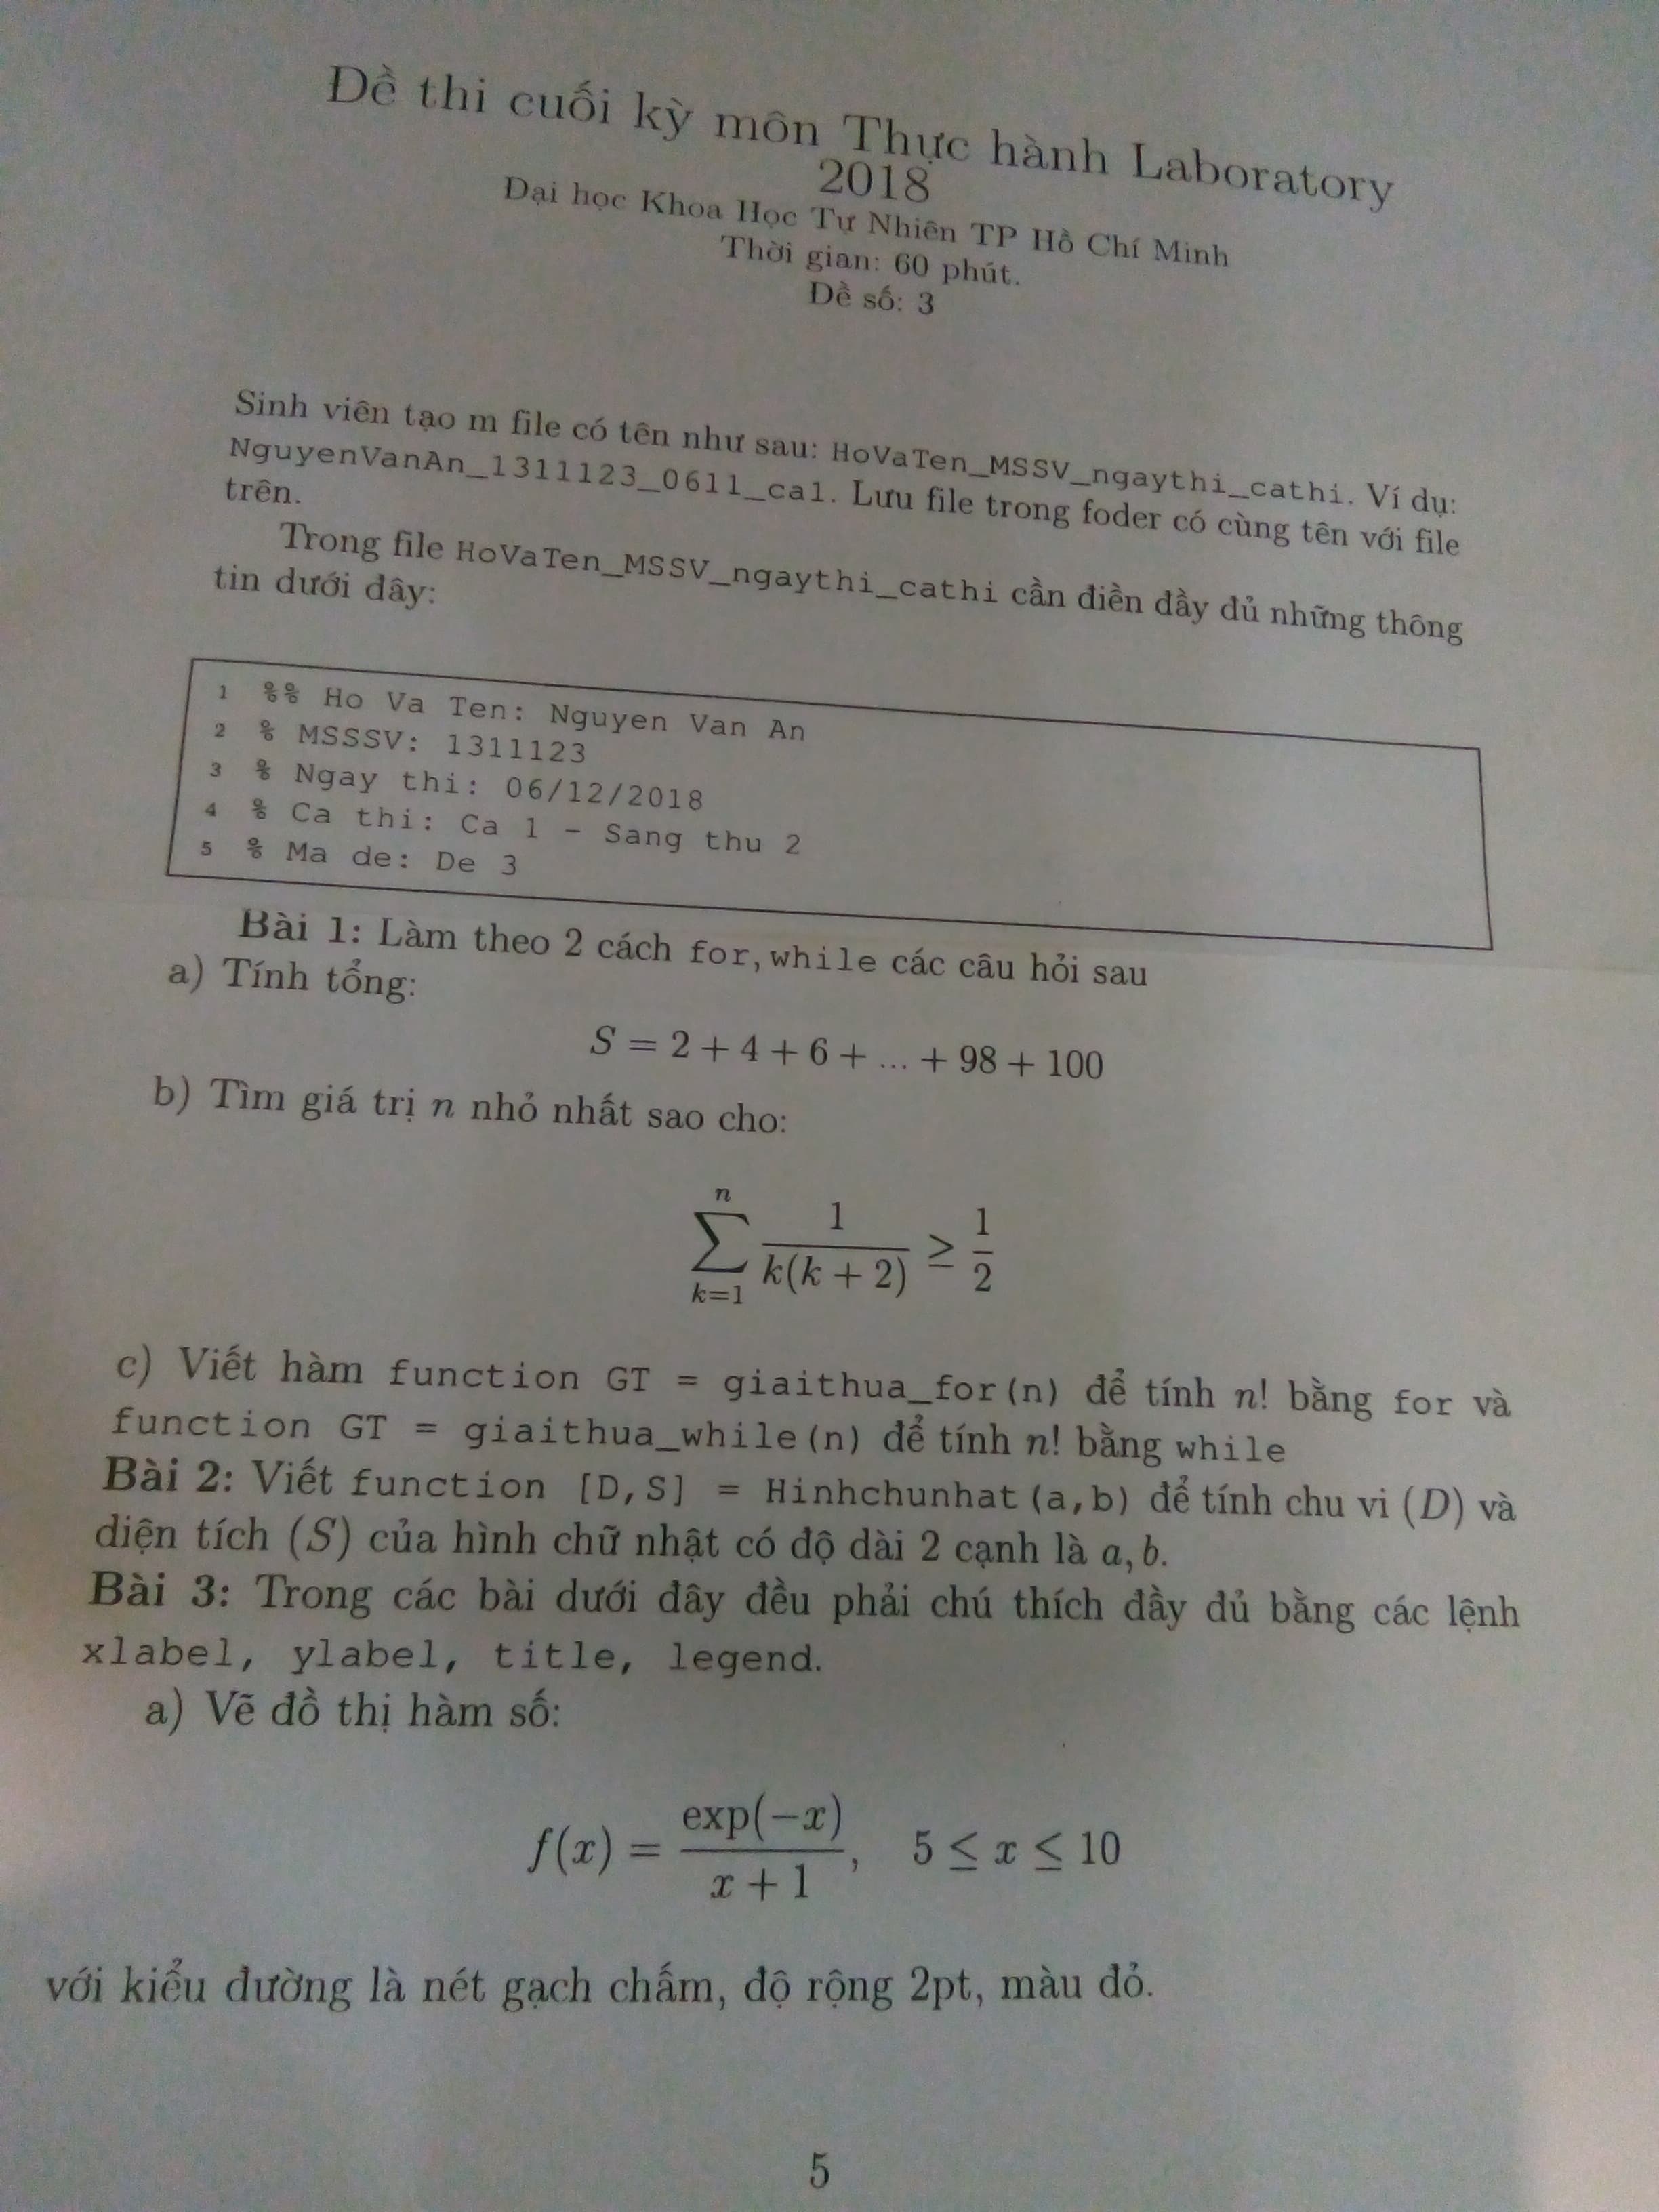 Đề thi cuối kỳ môn Thực hành Laboratory
2018
Đại học Khoa Học Tự Nhiên TP Hồ Chí Minh
Thời gian: 60 phút.
Đề số: 3
Sinh viên tạo m file có tên như sau: HoVaTen_MSSV_ngaythi_cathi. Ví dụ:
NguyenVanAn_1311123_0611_ca1. Lưu file trong foder có cùng tên với file
trên.
Trong file HoVaTen_MSSV_ngaythi_cathi cần điền đầy đủ những thông
tin dưới đây:
1 %% Ho Va Ten: Nguyen Van An
2 % MSSSV: 1311123
3 % Ngay thi: 06/12/2018
4 % Ca thi: Ca 1 - Sang thu 2
5 % Ma de: De 3
Bài 1: Làm theo 2 cách for,while các câu hỏi sau
a) Tính tổng:
S = 2 + 4 + 6 + ... + 98 + 100
b) Tìm giá trị n nhỏ nhất sao cho:
∑_{k=1}^{n} 1/(k(k + 2)) ≥ 1/2
c) Viết hàm function GT = giaithua_for(n) để tính n! bằng for và
function GT = giaithua_while(n) để tính n! bằng while
Bài 2: Viết function [D,S] = Hinhchunhat(a,b) để tính chu vi (D) và
diện tích (S) của hình chữ nhật có độ dài 2 cạnh là a, b.
Bài 3: Trong các bài dưới đây đều phải chú thích đầy đủ bằng các lệnh
xlabel, ylabel, title, legend.
a) Vẽ đồ thị hàm số:
f(x) = exp(−x)/(x + 1), 5 ≤ x ≤ 10
với kiểu đường là nét gạch chấm, độ rộng 2pt, màu đỏ.
5